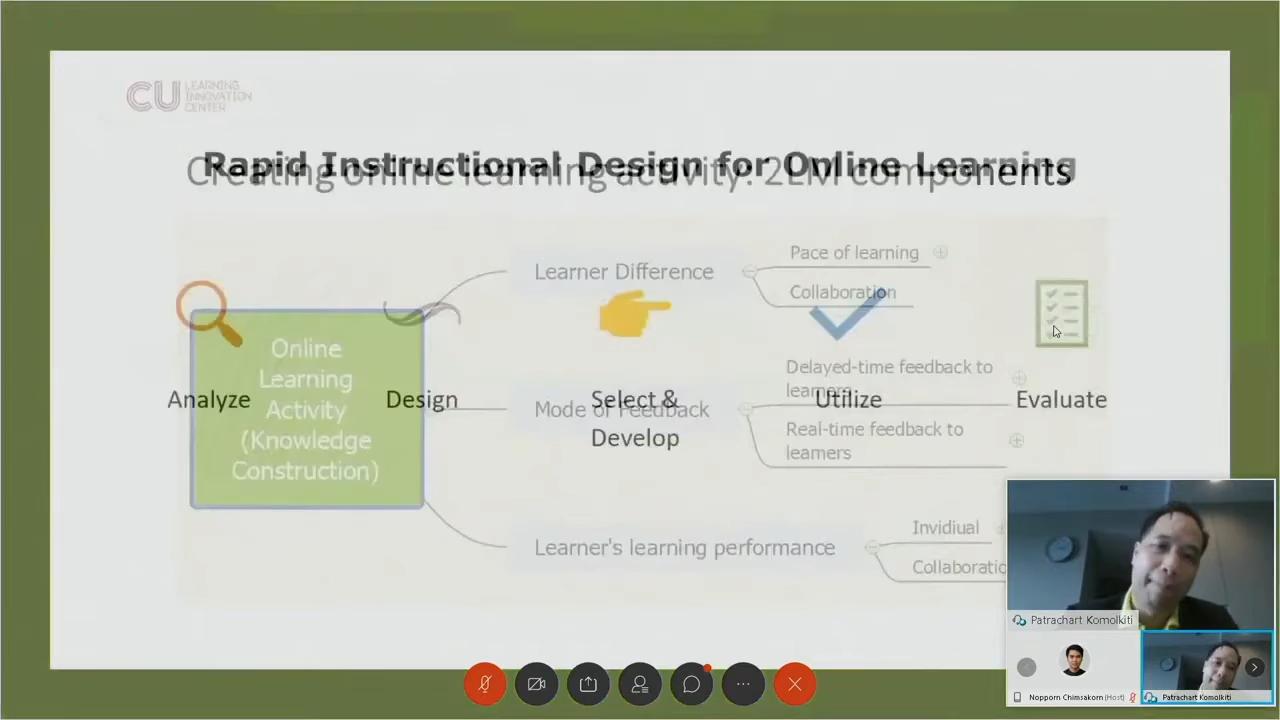 CU LEARNING
INNOVATION
CENTER
Rapid Instructional Design for Online Learning
Creating online learning activity: 2LM components
Pace of learning
Learner Difference
Collaboration
Online
Learning
Activity
(Knowledge
Construction)
Delayed-time feedback to
learners
Mode of Feedback
Real-time feedback to
learners
Analyze
Design
Select &
Develop
Utilize
Evaluate
Invidiual
Learner's learning performance
Collaboratio
Patrachart Komolkiti
Nopporn Chimsakorn (Host)
Patrachart Komolkiti